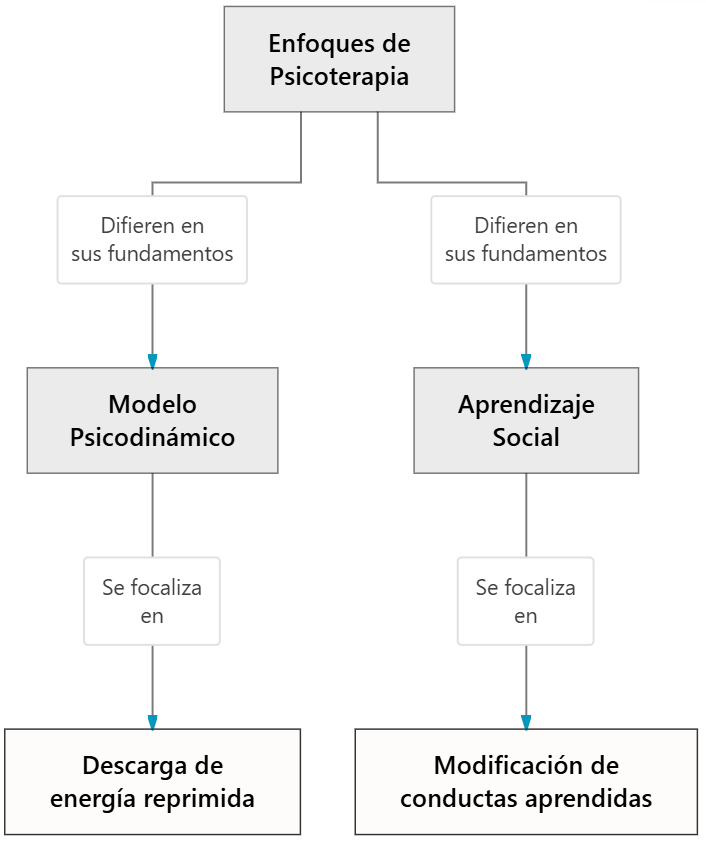 Enfoques de
Psicoterapia
Difieren en
sus fundamentos
Difieren en
sus fundamentos
Modelo
Psicodinámico
Aprendizaje
Social
Se focaliza
en
Se focaliza
en
Descarga de
energía reprimida
Modificación de
conductas aprendidas